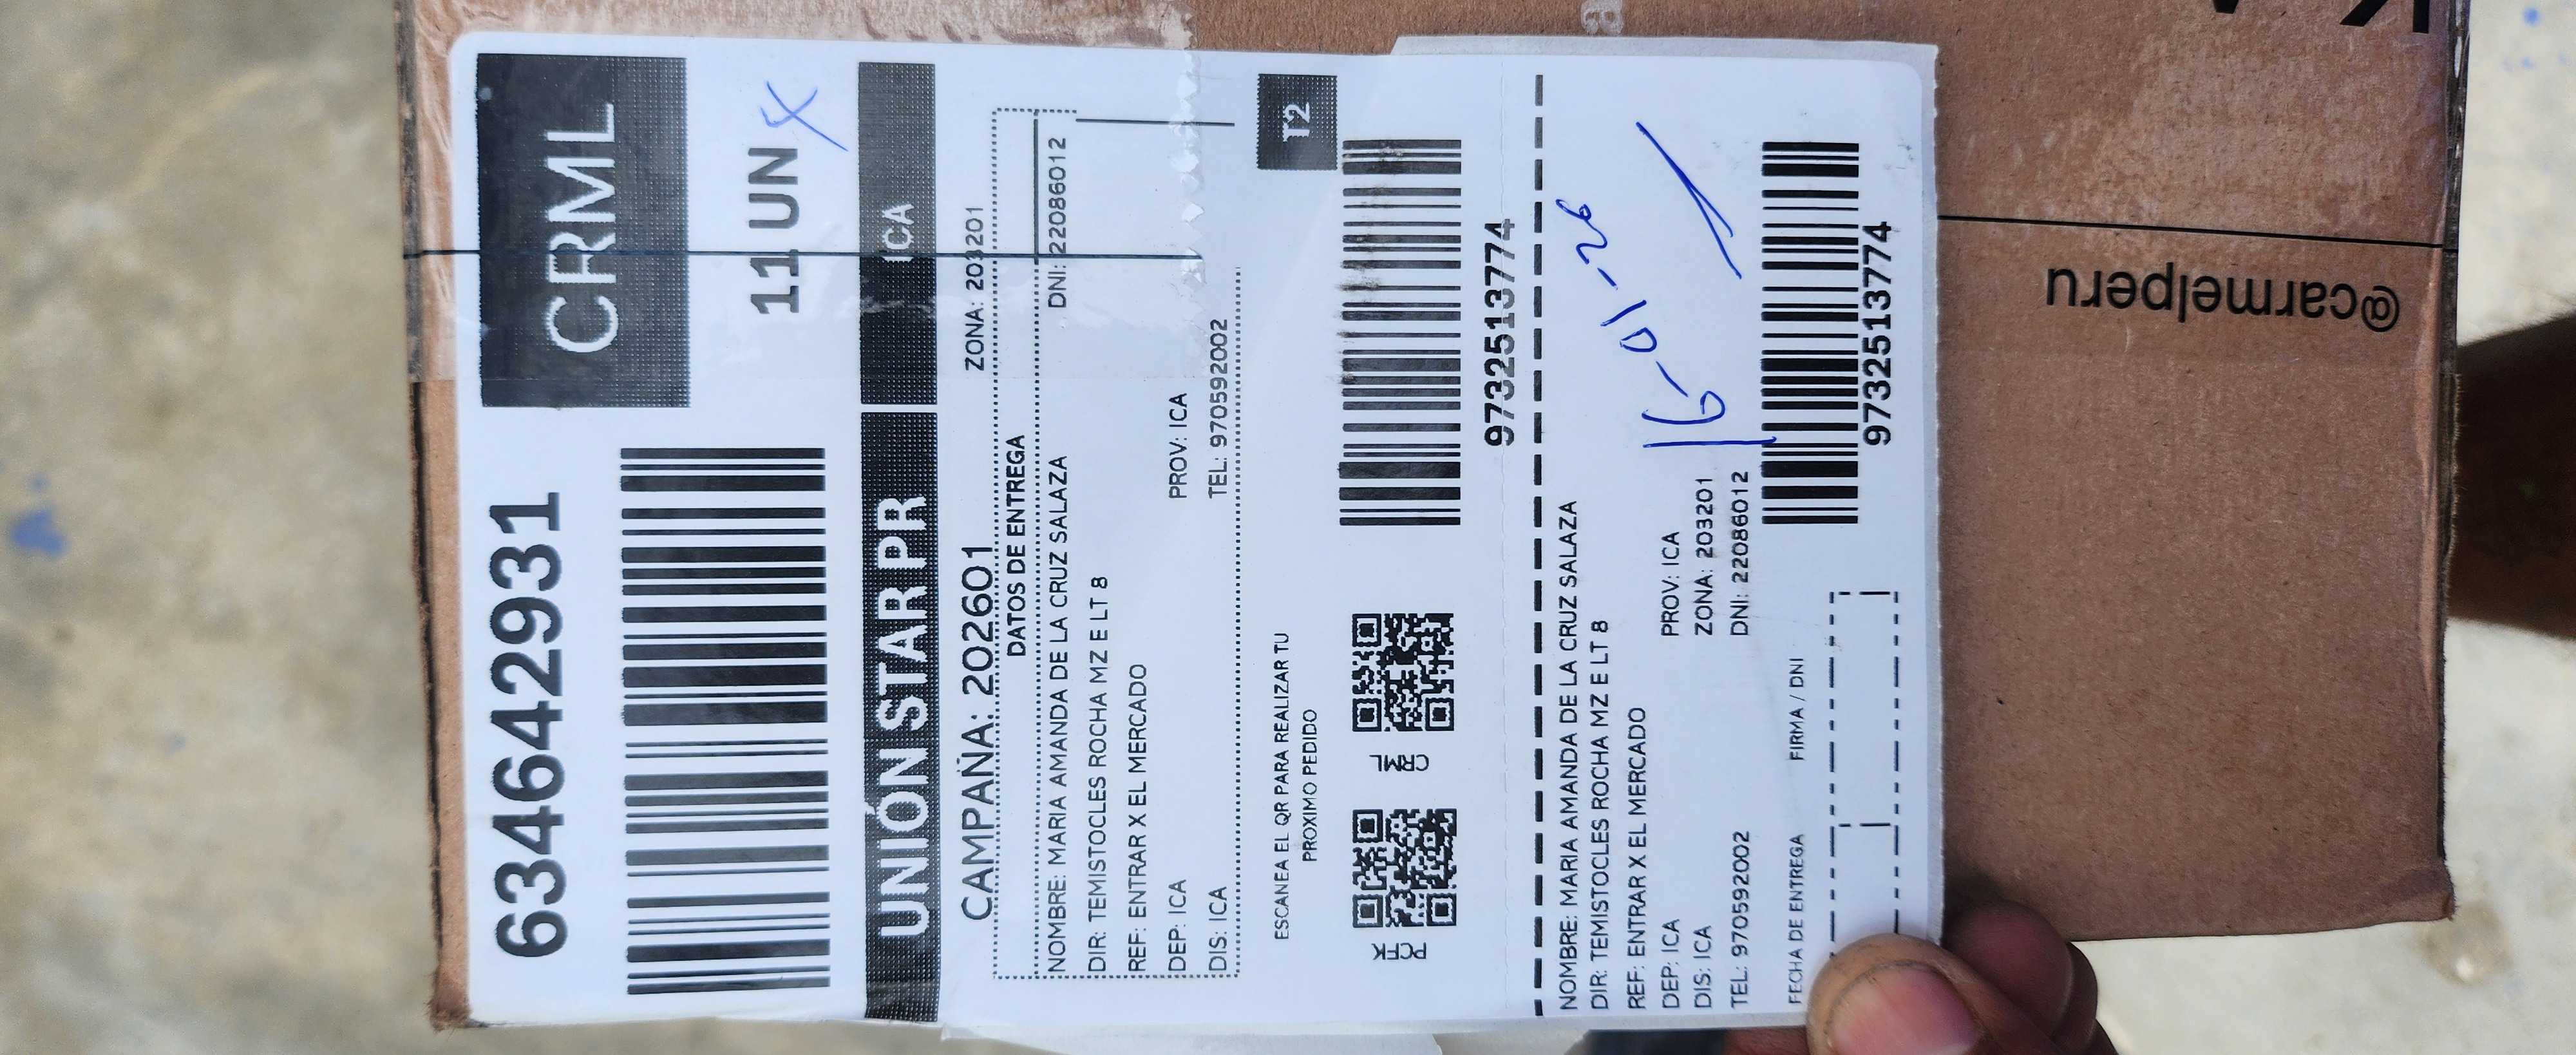 634642931
CRML
11 UN
UNIÓN STAR PR
ICA
CAMPAÑA: 202601
ZONA: 203201
DATOS DE ENTREGA
NOMBRE: MARIA AMANDA DE LA CRUZ SALAZA
DNI: 22086012
DIR: TEMISTOCLES ROCHA MZ E LT 8
REF: ENTRAR X EL MERCADO
DEP: ICA
PROV: ICA
DIS: ICA
TEL: 970592002
T2
ESCANEA EL QR PARA REALIZAR TU
PROXIMO PEDIDO
PCFK
CRML
9732513774
NOMBRE: MARIA AMANDA DE LA CRUZ SALAZA
DIR: TEMISTOCLES ROCHA MZ E LT 8
REF: ENTRAR X EL MERCADO
DEP: ICA
PROV: ICA
DIS: ICA
ZONA: 203201
TEL: 970592002
DNI: 22086012
16-01-26
FECHA DE ENTREGA
FIRMA / DNI
9732513774
@carmelperu